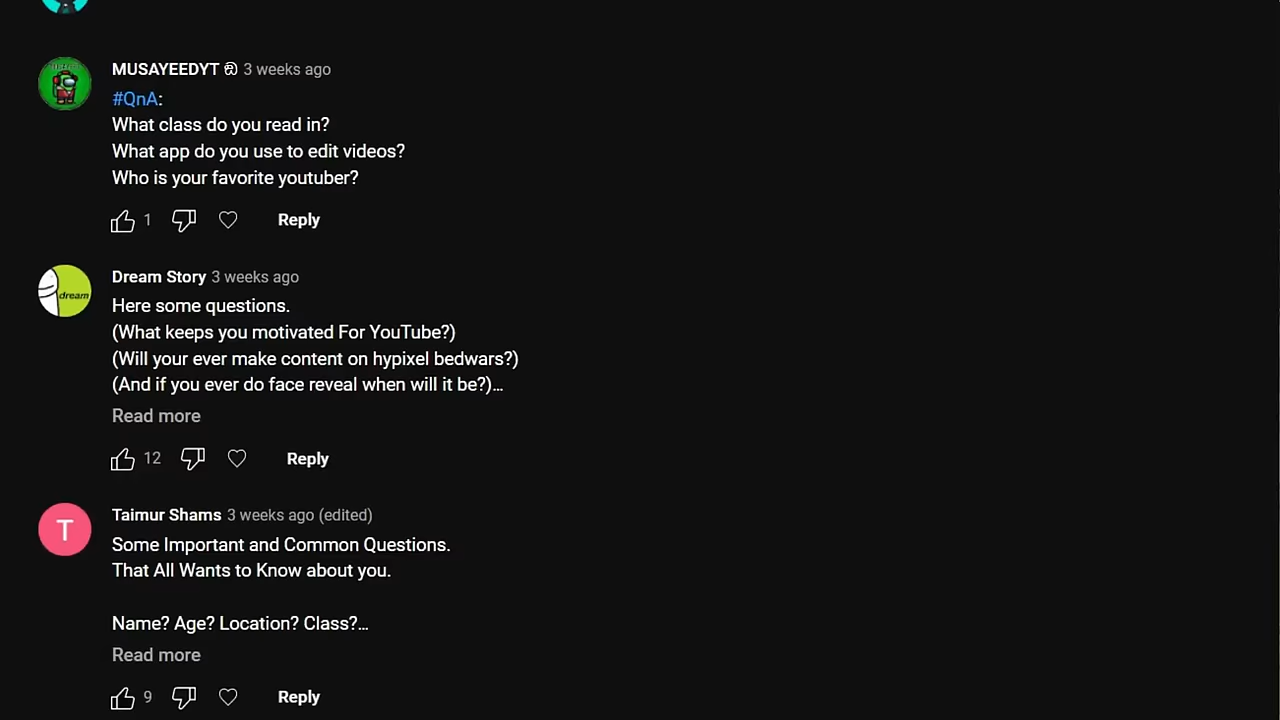 MUSAYEEDYT 3 weeks ago
#QnA:
What class do you read in?
What app do you use to edit videos?
Who is your favorite youtuber?
1 Reply
Dream Story 3 weeks ago
dream
Here some questions.
(What keeps you motivated For YouTube?)
(Will your ever make content on hypixel bedwars?)
(And if you ever do face reveal when will it be?)...
Read more
12 Reply
Taimur Shams 3 weeks ago (edited)
T
Some Important and Common Questions.
That All Wants to Know about you.
Name? Age? Location? Class?...
Read more
9 Reply